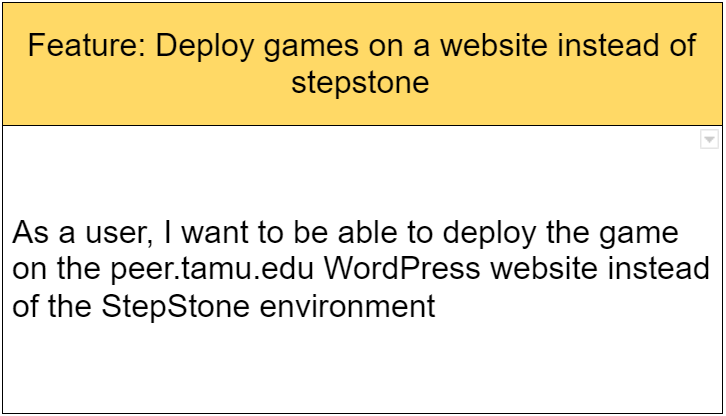 Feature: Deploy games on a website instead of
stepstone
As a user, I want to be able to deploy the game
on the peer.tamu.edu WordPress website instead
of the StepStone environment